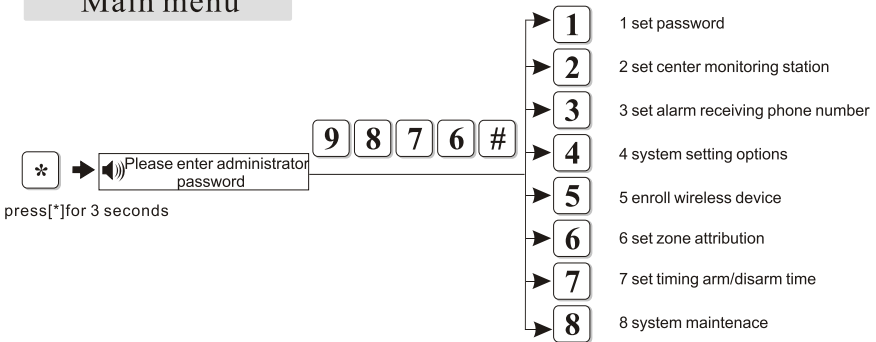 Main menu
1 1 set password
2 2 set center monitoring station
3 3 set alarm receiving phone number
9 8 7 6 #
* Please enter administrator
password
press[*]for 3 seconds
4 4 system setting options
5 5 enroll wireless device
6 6 set zone attribution
7 7 set timing arm/disarm time
8 8 system maintenace